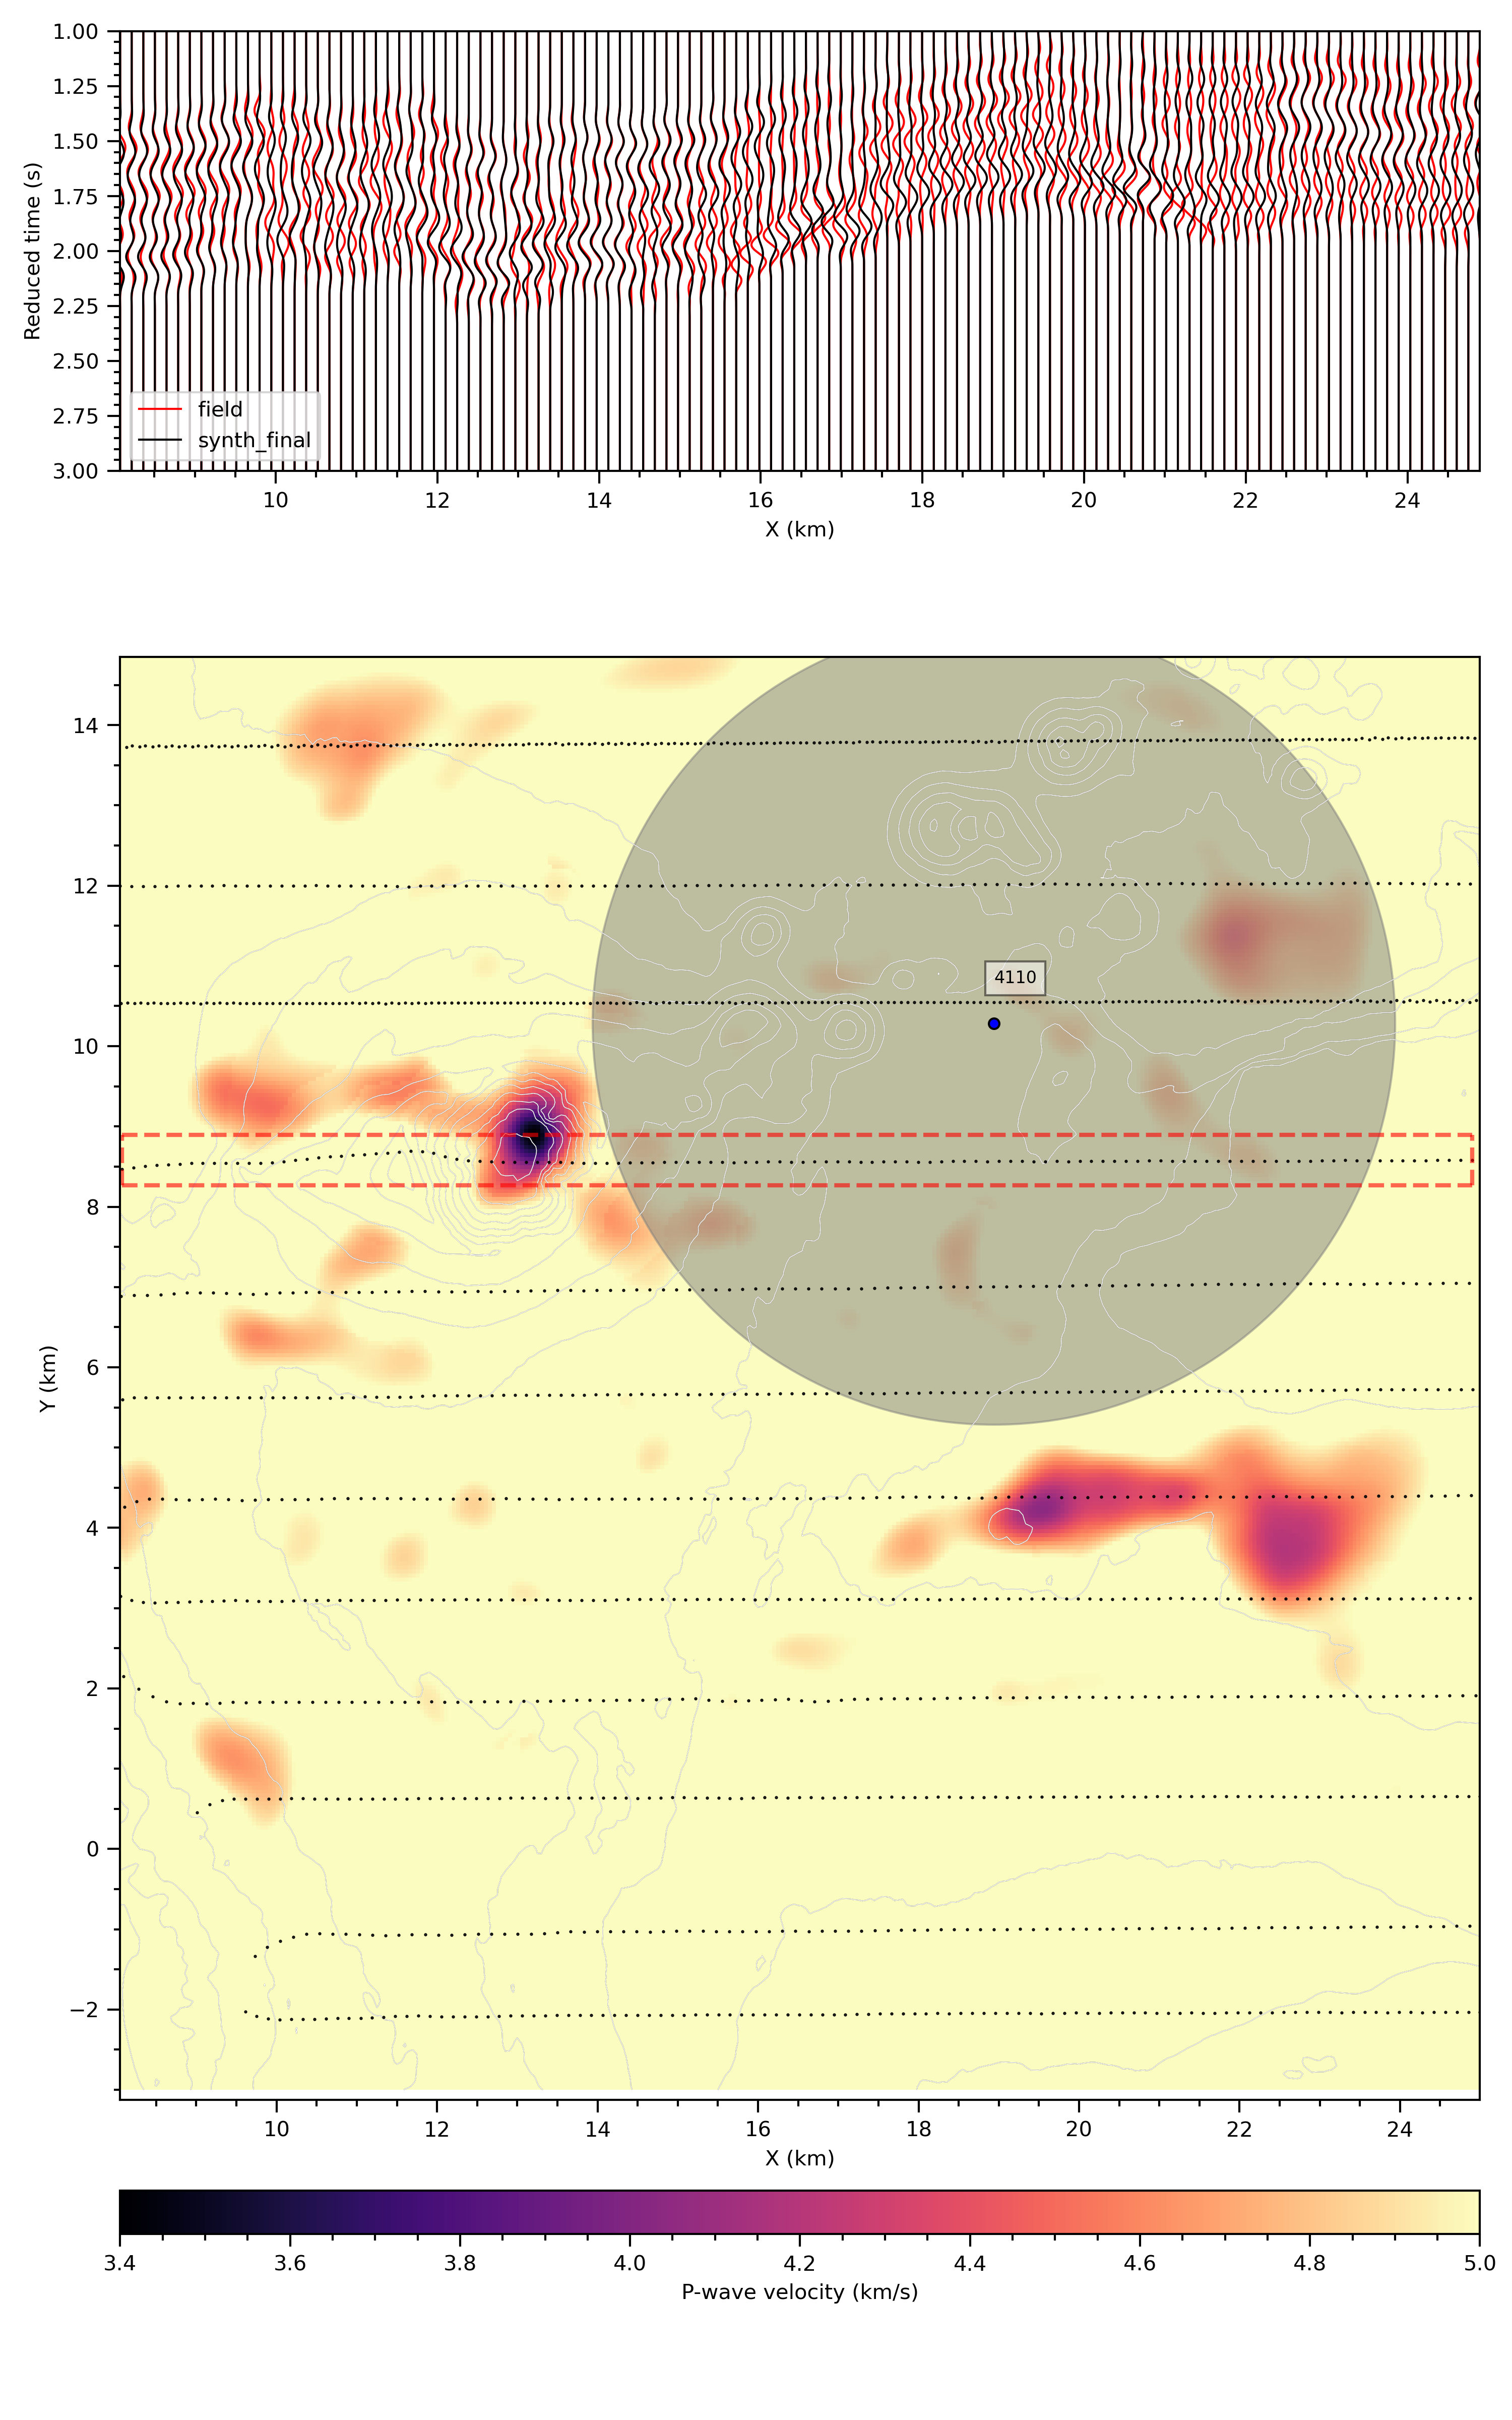 1.00
1.25
1.50
1.75
2.00
2.25
2.50
2.75
3.00
Reduced time (s)
field
synth_final
10 12 14 16 18 20 22 24
X (km)
14
12
10
8
6
4
2
0
−2
Y (km)
4110
10 12 14 16 18 20 22 24
X (km)
3.4 3.6 3.8 4.0 4.2 4.4 4.6 4.8 5.0
P-wave velocity (km/s)